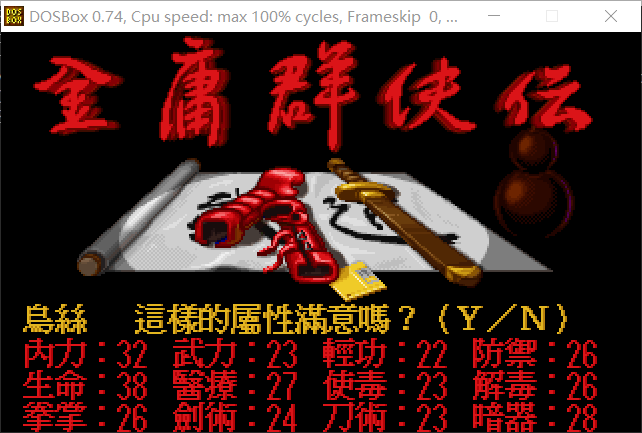 DOSBox 0.74, Cpu speed: max 100% cycles, Frameskip 0, ...
金庸群俠伝
烏絲 這樣的屬性滿意嗎？（Ｙ／Ｎ）
內力：32 武力：23 輕功：22 防禦：26
生命：38 醫療：27 使毒：23 解毒：26
拳掌：26 劍術：24 刀術：23 暗器：28